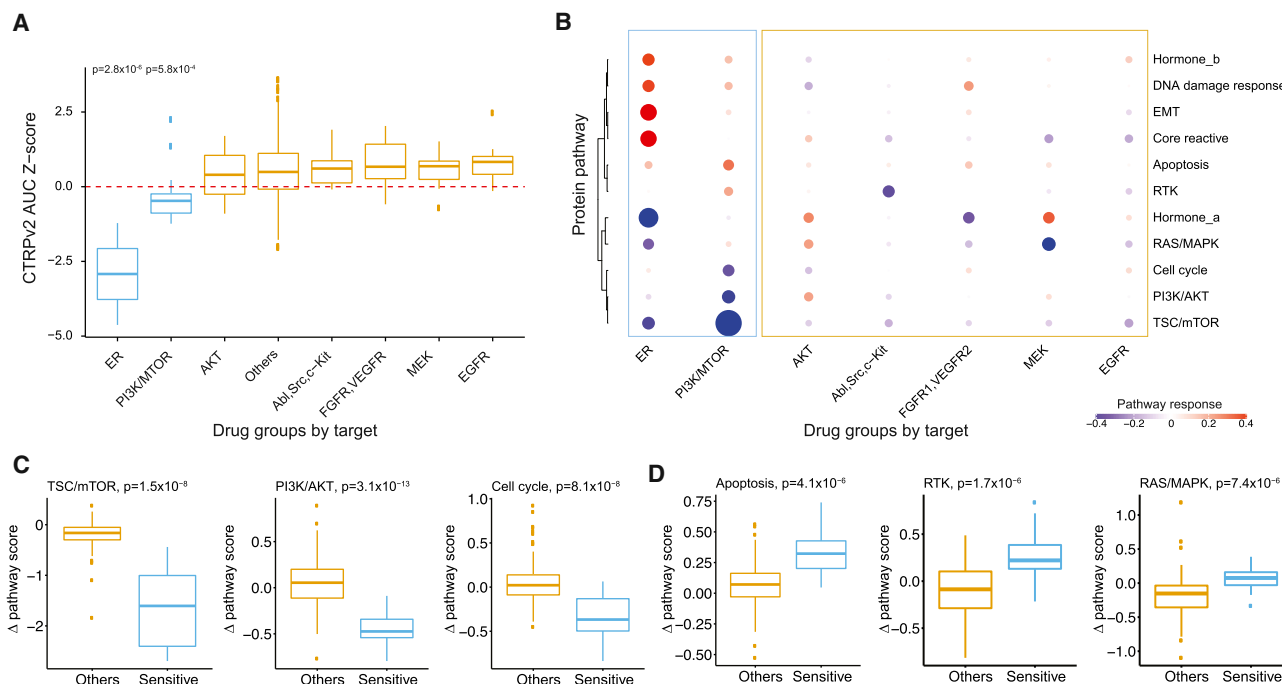 A
p=2.8x10⁻⁶ p=5.8x10⁻⁴
CTRPv2 AUC Z−score
2.5
0.0
−2.5
−5.0
ER
PI3K/MTOR
AKT
Others
Abl,Src,c−Kit
FGFR,VEGFR
MEK
EGFR
Drug groups by target
B
Protein pathway
Hormone_b
DNA damage response
EMT
Core reactive
Apoptosis
RTK
Hormone_a
RAS/MAPK
Cell cycle
PI3K/AKT
TSC/mTOR
ER
PI3K/MTOR
AKT
Abl,Src,c−Kit
FGFR1,VEGFR2
MEK
EGFR
Drug groups by target
Pathway response
−0.4 −0.2 0 0.2 0.4
C
TSC/mTOR, p=1.5x10⁻⁸
Δ pathway score
0
−1
−2
Others Sensitive
PI3K/AKT, p=3.1x10⁻¹³
Δ pathway score
0.5
0.0
−0.5
Others Sensitive
Cell cycle, p=8.1x10⁻⁸
Δ pathway score
1.0
0.5
0.0
−0.5
Others Sensitive
D
Apoptosis, p=4.1x10⁻⁶
Δ pathway score
0.75
0.50
0.25
0.00
−0.25
−0.50
Others Sensitive
RTK, p=1.7x10⁻⁶
Δ pathway score
0.5
0.0
−0.5
Others Sensitive
RAS/MAPK, p=7.4x10⁻⁶
Δ pathway score
1.0
0.5
0.0
−0.5
−1.0
Others Sensitive